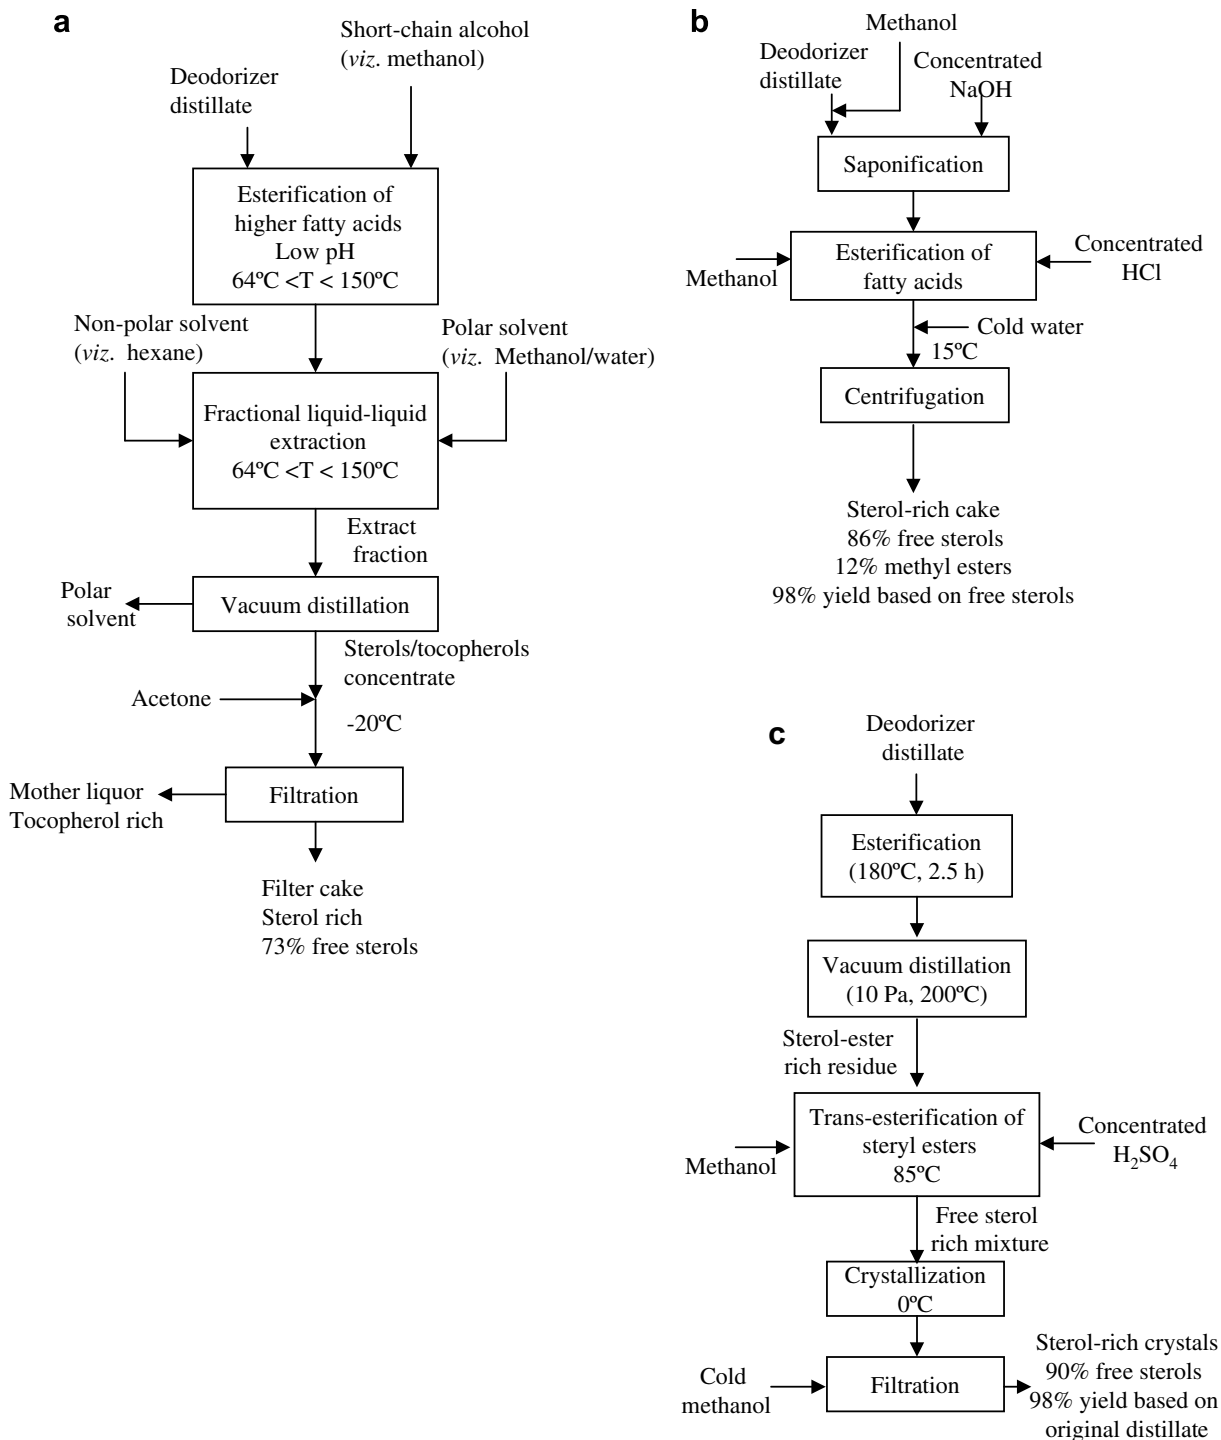 a
Short-chain alcohol
(viz. methanol)
Deodorizer
distillate
Esterification of
higher fatty acids
Low pH
64ºC <T < 150ºC
Non-polar solvent
(viz. hexane)
Polar solvent
(viz. Methanol/water)
Fractional liquid-liquid
extraction
64ºC <T < 150ºC
Extract
fraction
Polar
solvent
Vacuum distillation
Sterols/tocopherols
concentrate
Acetone
-20ºC
Mother liquor
Tocopherol rich
Filtration
Filter cake
Sterol rich
73% free sterols
b
Methanol
Deodorizer
distillate
Concentrated
NaOH
Saponification
Methanol
Esterification of
fatty acids
Concentrated
HCl
Cold water
15ºC
Centrifugation
Sterol-rich cake
86% free sterols
12% methyl esters
98% yield based on free sterols
c
Deodorizer
distillate
Esterification
(180ºC, 2.5 h)
Vacuum distillation
(10 Pa, 200ºC)
Sterol-ester
rich residue
Methanol
Trans-esterification of
steryl esters
85ºC
Concentrated
H2SO4
Free sterol
rich mixture
Crystallization
0ºC
Cold
methanol
Filtration
Sterol-rich crystals
90% free sterols
98% yield based on
original distillate